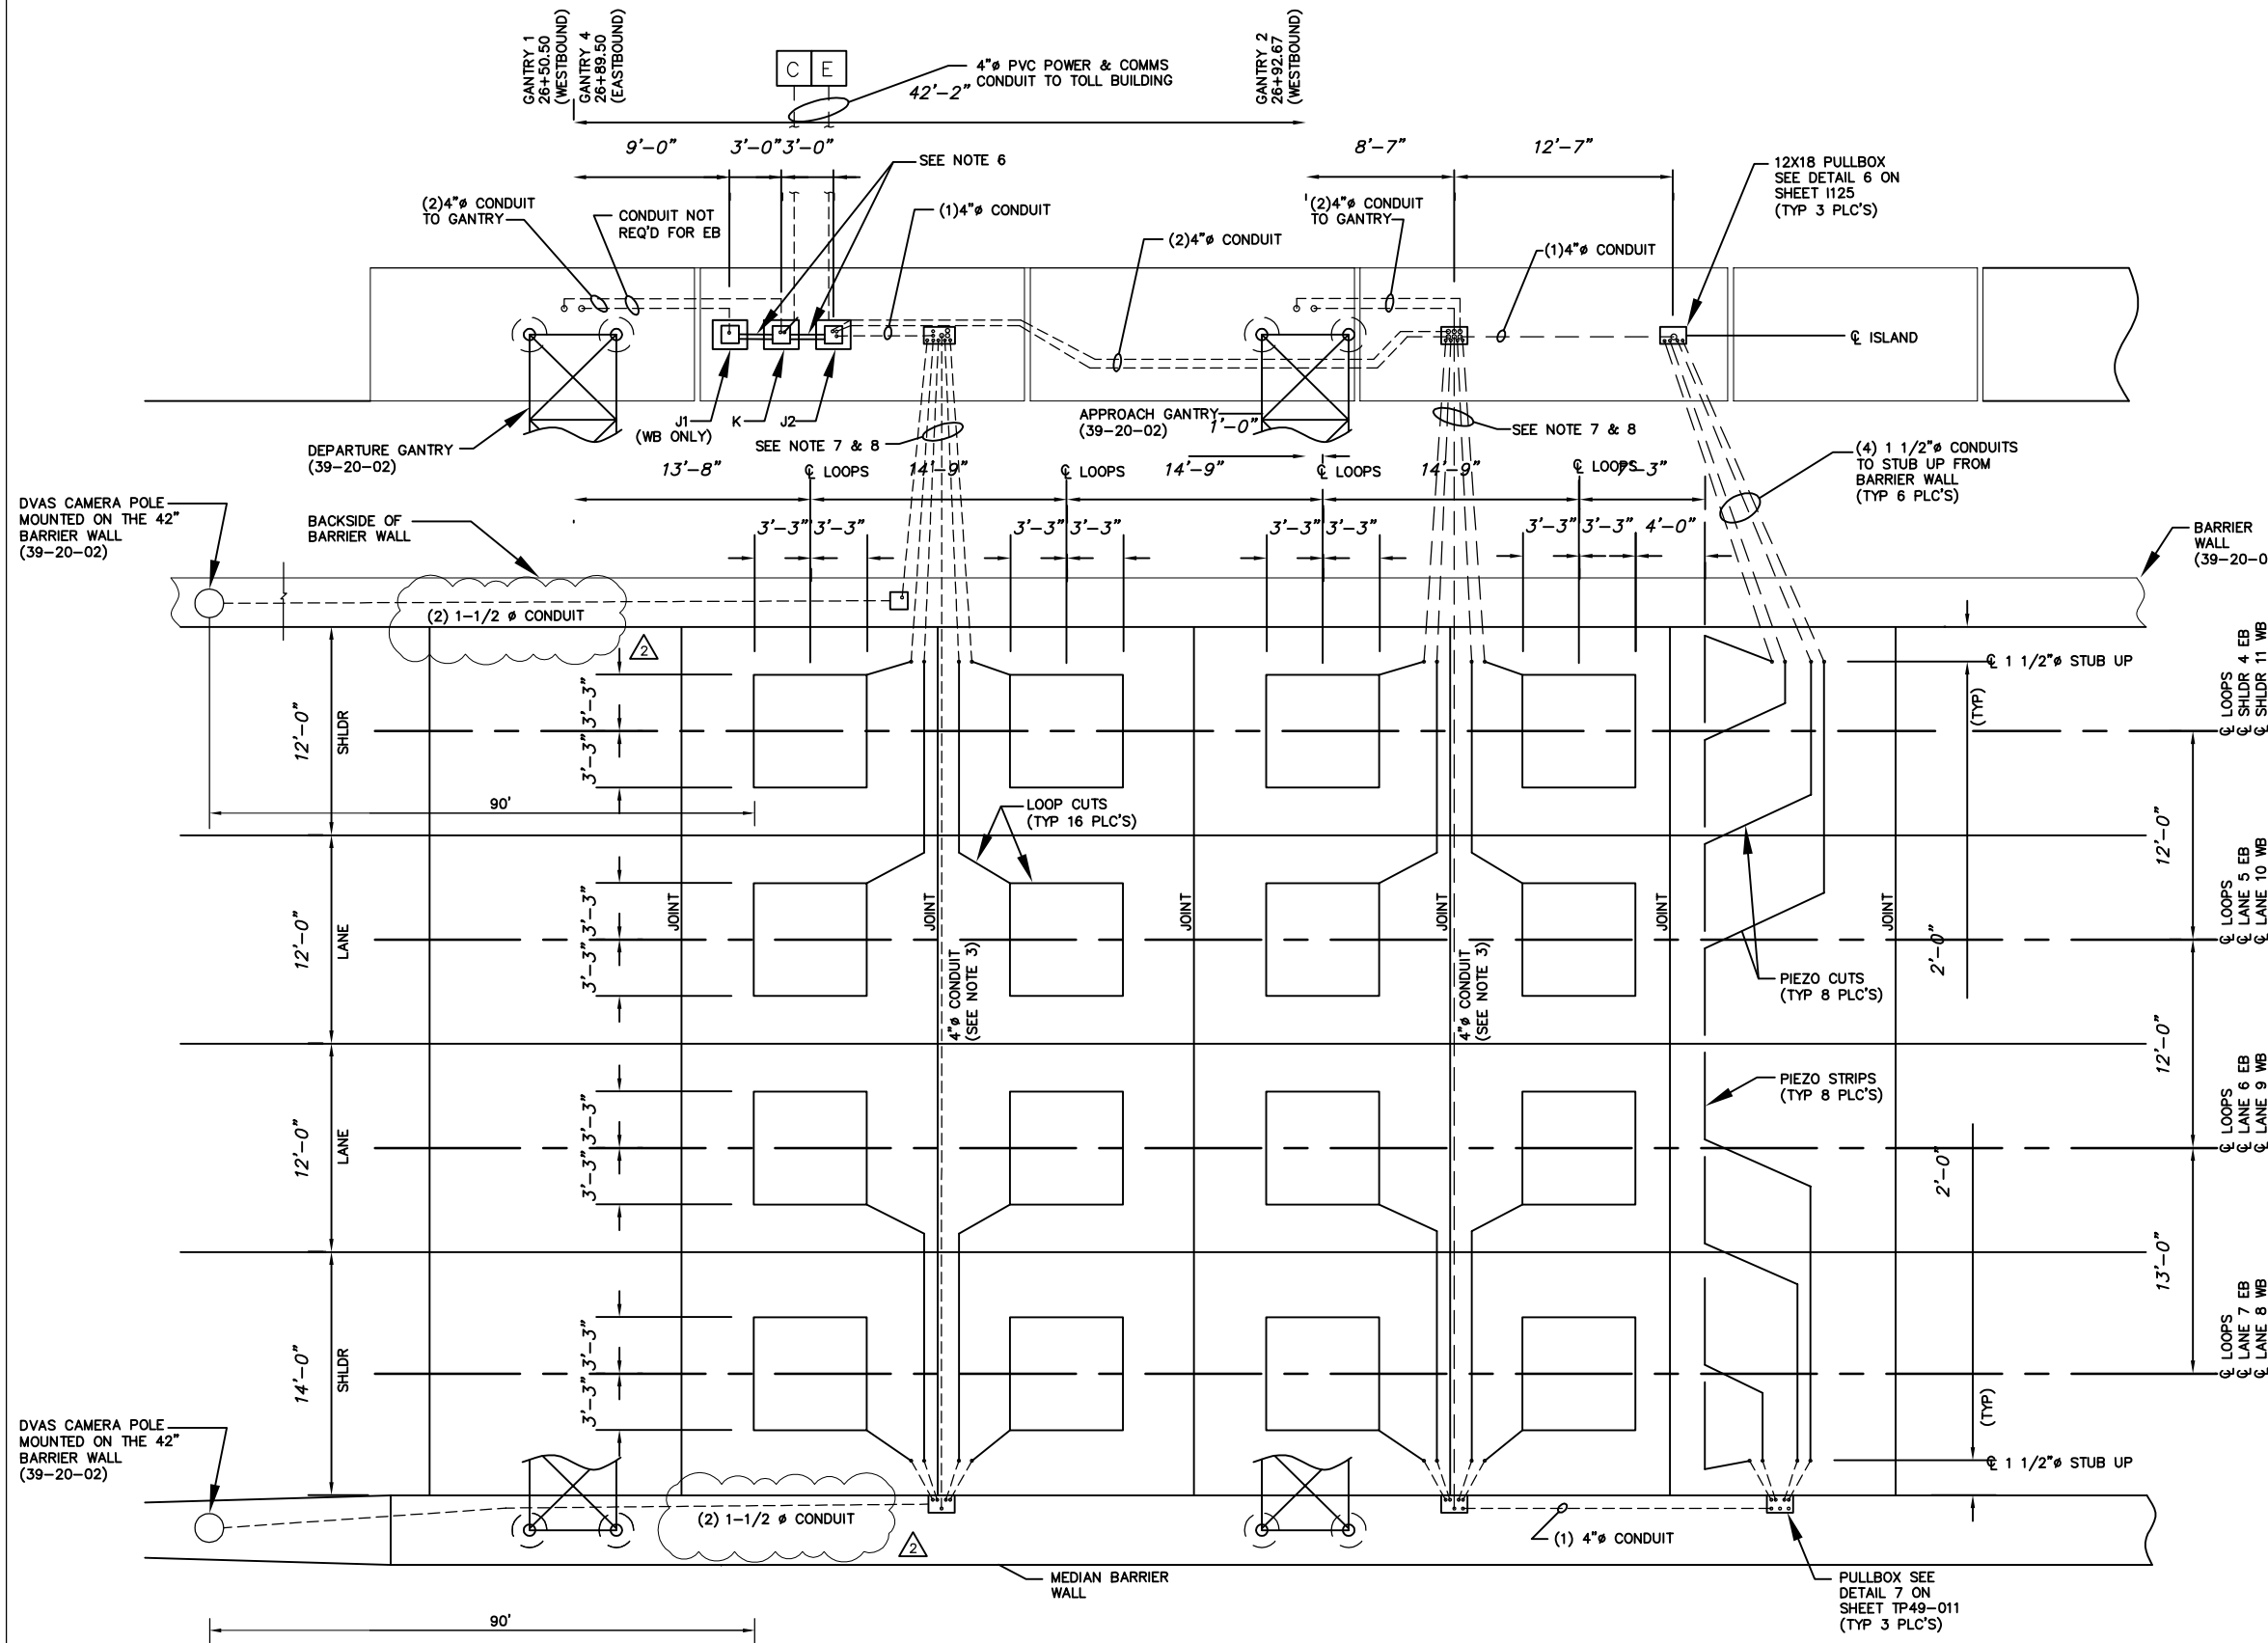 GANTRY 1
26+50.50
(WESTBOUND)
GANTRY 4
26+89.50
(EASTBOUND)
C E
4"ø PVC POWER & COMMS
CONDUIT TO TOLL BUILDING
42'-2"
GANTRY 2
26+92.67
(WESTBOUND)
9'-0"
3'-0"
3'-0"
SEE NOTE 6
8'-7"
12'-7"
12X18 PULLBOX
SEE DETAIL 6 ON
SHEET I125
(TYP 3 PLC'S)
(2)4"ø CONDUIT
TO GANTRY
CONDUIT NOT
REQ'D FOR EB
(1)4"ø CONDUIT
(2)4"ø CONDUIT
(2)4"ø CONDUIT
TO GANTRY
(1)4"ø CONDUIT
℄ ISLAND
J1
(WB ONLY)
K
J2
SEE NOTE 7 & 8
APPROACH GANTRY
(39-20-02)
1'-0"
SEE NOTE 7 & 8
DEPARTURE GANTRY
(39-20-02)
(4) 1 1/2"ø CONDUITS
TO STUB UP FROM
BARRIER WALL
(TYP 6 PLC'S)
13'-8"
℄ LOOPS
14'-9"
℄ LOOPS
14'-9"
℄ LOOPS
14'-9"
℄ LOOPS
7'-3"
DVAS CAMERA POLE
MOUNTED ON THE 42"
BARRIER WALL
(39-20-02)
BACKSIDE OF
BARRIER WALL
3'-3"
3'-3"
3'-3"
3'-3"
3'-3"
3'-3"
3'-3"
3'-3"
4'-0"
BARRIER
WALL
(39-20-0
(2) 1-1/2 ø CONDUIT
2
℄ 1 1/2"ø STUB UP
(TYP)
2'-0"
12'-0"
SHLDR
3'-3"
3'-3"
℄ LOOPS
℄ SHLDR 4 EB
℄ SHLDR 11 WB
90'
LOOP CUTS
(TYP 16 PLC'S)
12'-0"
12'-0"
LANE
3'-3"
3'-3"
JOINT
JOINT
JOINT
JOINT
JOINT
JOINT
℄ LOOPS
℄ LANE 5 EB
℄ LANE 10 WB
4"ø CONDUIT
(SEE NOTE 3)
4"ø CONDUIT
(SEE NOTE 3)
PIEZO CUTS
(TYP 8 PLC'S)
12'-0"
PIEZO STRIPS
(TYP 8 PLC'S)
12'-0"
LANE
3'-3"
3'-3"
2'-0"
℄ LOOPS
℄ LANE 6 EB
℄ LANE 9 WB
13'-0"
14'-0"
SHLDR
3'-3"
3'-3"
℄ LOOPS
℄ LANE 7 EB
℄ LANE 8 WB
(TYP)
DVAS CAMERA POLE
MOUNTED ON THE 42"
BARRIER WALL
(39-20-02)
℄ 1 1/2"ø STUB UP
(2) 1-1/2 ø CONDUIT
2
(1) 4"ø CONDUIT
MEDIAN BARRIER
WALL
PULLBOX SEE
DETAIL 7 ON
SHEET TP49-011
(TYP 3 PLC'S)
90'